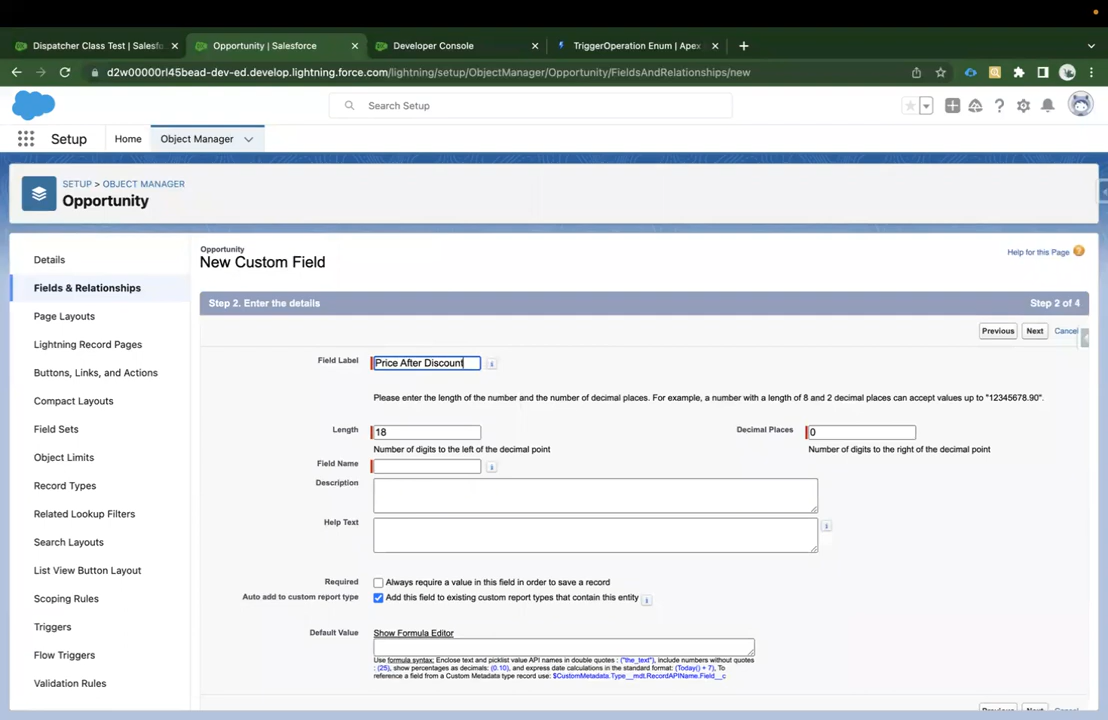 Dispatcher Class Test | Salesf
Opportunity | Salesforce
Developer Console
TriggerOperation Enum | Apex
d2w00000rl45bead-dev-ed.develop.lightning.force.com/lightning/setup/ObjectManager/Opportunity/FieldsAndRelationships/new
Search Setup
Setup
Home
Object Manager
SETUP > OBJECT MANAGER
Opportunity
Details
Fields & Relationships
Page Layouts
Lightning Record Pages
Buttons, Links, and Actions
Compact Layouts
Field Sets
Object Limits
Record Types
Related Lookup Filters
Search Layouts
List View Button Layout
Scoping Rules
Triggers
Flow Triggers
Validation Rules
Opportunity
New Custom Field
Help for this Page
Step 2. Enter the details
Step 2 of 4
Previous
Next
Cancel
Field Label
Price After Discount
Please enter the length of the number and the number of decimal places. For example, a number with a length of 8 and 2 decimal places can accept values up to "12345678.90".
Length
18
Decimal Places
0
Number of digits to the left of the decimal point
Number of digits to the right of the decimal point
Field Name
Description
Help Text
Required
Always require a value in this field in order to save a record
Auto add to custom report type
Add this field to existing custom report types that contain this entity
Default Value
Show Formula Editor
Use formula syntax: Enclose text and picklist value API names in double quotes : ("the_text"), include numbers without quotes
: (25), show percentages as decimals: (0.10), and express date calculations in the standard format: (Today() + 7), To
reference a field from a Custom Metadata type record use: $CustomMetadata.Type__mdt.RecordAPIName.Field__c
Previous
Next
Cancel